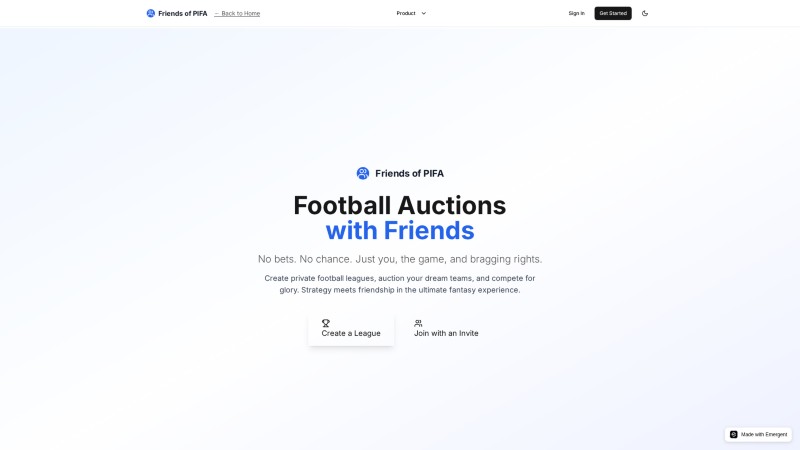 Friends of PIFA
← Back to Home
Product
Sign In
Get Started
Friends of PIFA
Football Auctions
with Friends
No bets. No chance. Just you, the game, and bragging rights.
Create private football leagues, auction your dream teams, and compete for
glory. Strategy meets friendship in the ultimate fantasy experience.
Create a League
Join with an Invite
Made with Emergent